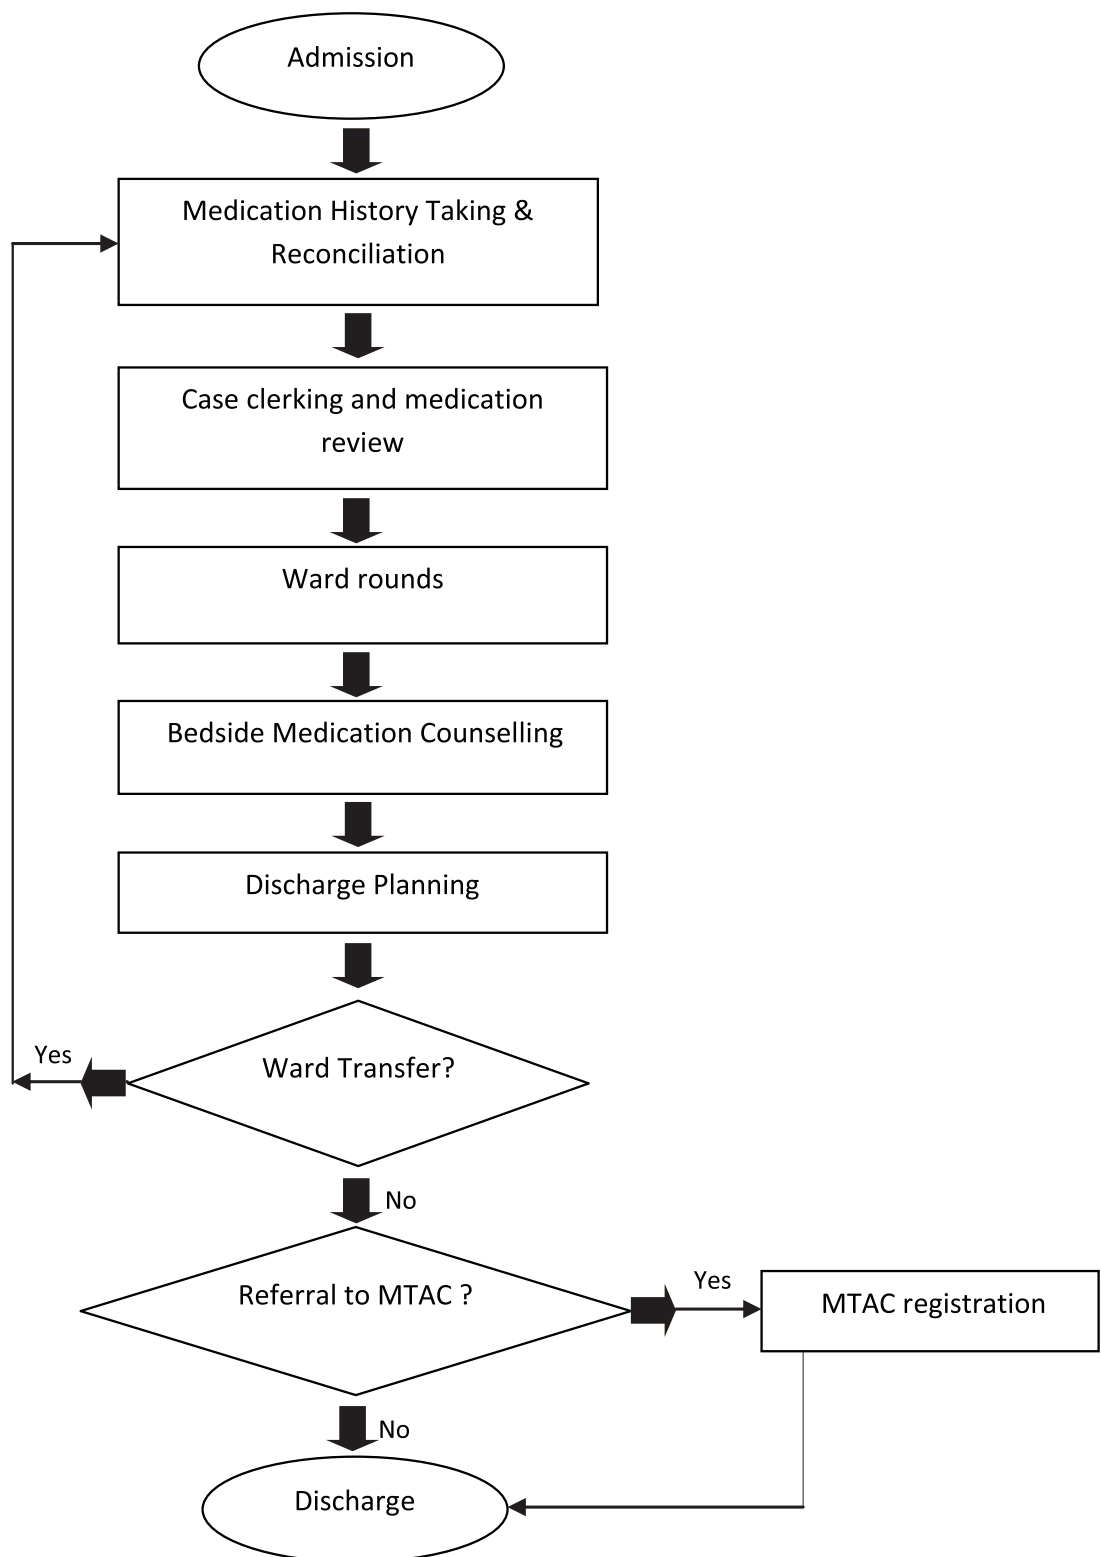 Admission
Medication History Taking &
Reconciliation
Case clerking and medication
review
Ward rounds
Bedside Medication Counselling
Discharge Planning
Ward Transfer?
Yes
No
Referral to MTAC ?
Yes
MTAC registration
No
Discharge